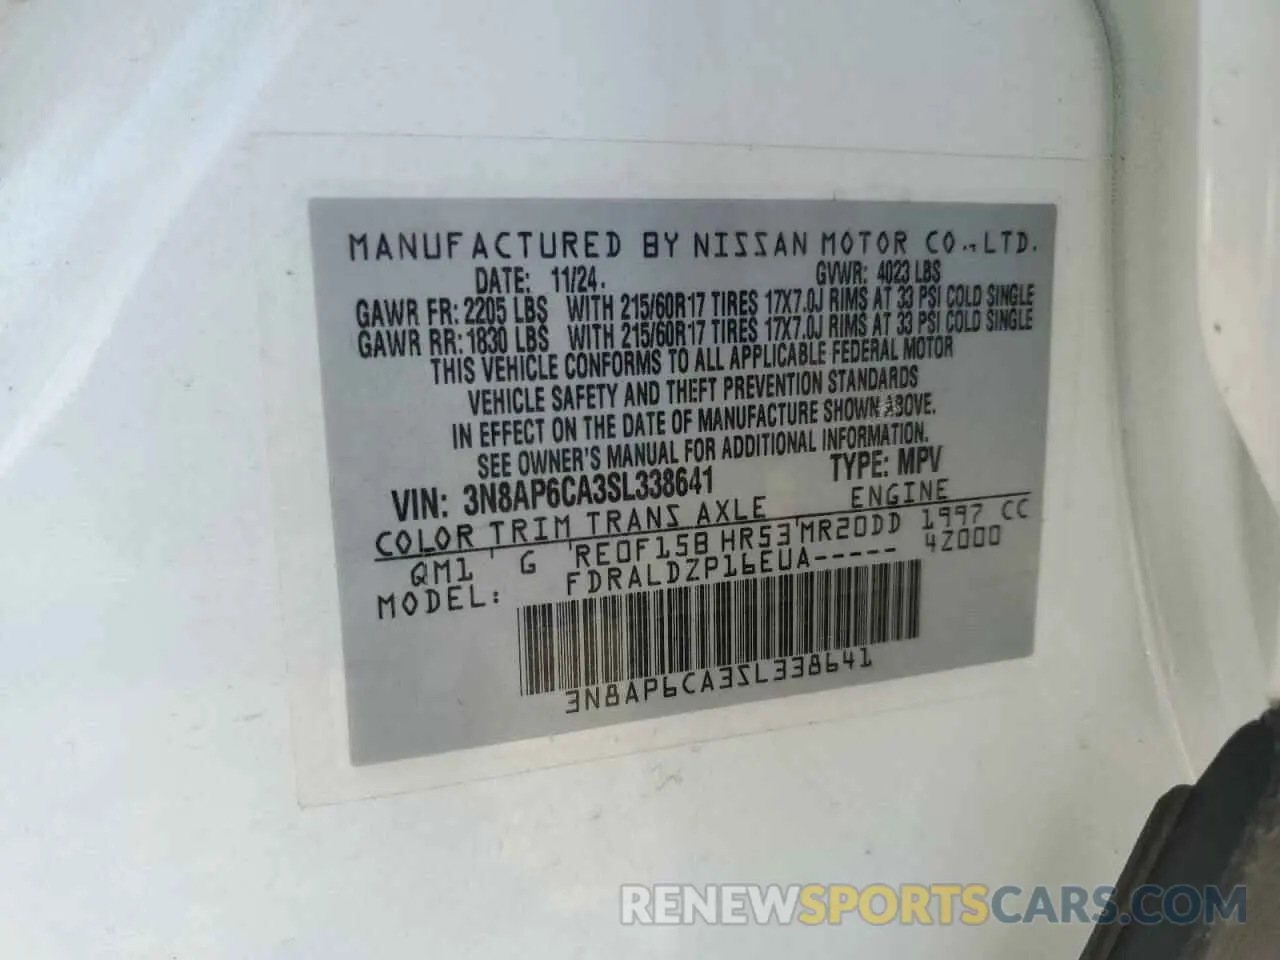 MANUFACTURED BY NISSAN MOTOR CO., LTD.
DATE: 11/24. GVWR: 4023 LBS
GAWR FR: 2205 LBS WITH 215/60R17 TIRES 17X7.0J RIMS AT 33 PSI COLD SINGLE
GAWR RR: 1830 LBS WITH 215/60R17 TIRES 17X7.0J RIMS AT 33 PSI COLD SINGLE
THIS VEHICLE CONFORMS TO ALL APPLICABLE FEDERAL MOTOR
VEHICLE SAFETY AND THEFT PREVENTION STANDARDS
IN EFFECT ON THE DATE OF MANUFACTURE SHOWN ABOVE.
SEE OWNER'S MANUAL FOR ADDITIONAL INFORMATION.
VIN: 3N8AP6CA3SL338641 TYPE: MPV
COLOR TRIM TRANS AXLE ENGINE
QM1 G RE0F15B HR53 MR20DD 1997 CC
MODEL: FDRALDZP16EUA----- 4Z000
3N8AP6CA3SL338641
RENEWSPORTSCARS.COM